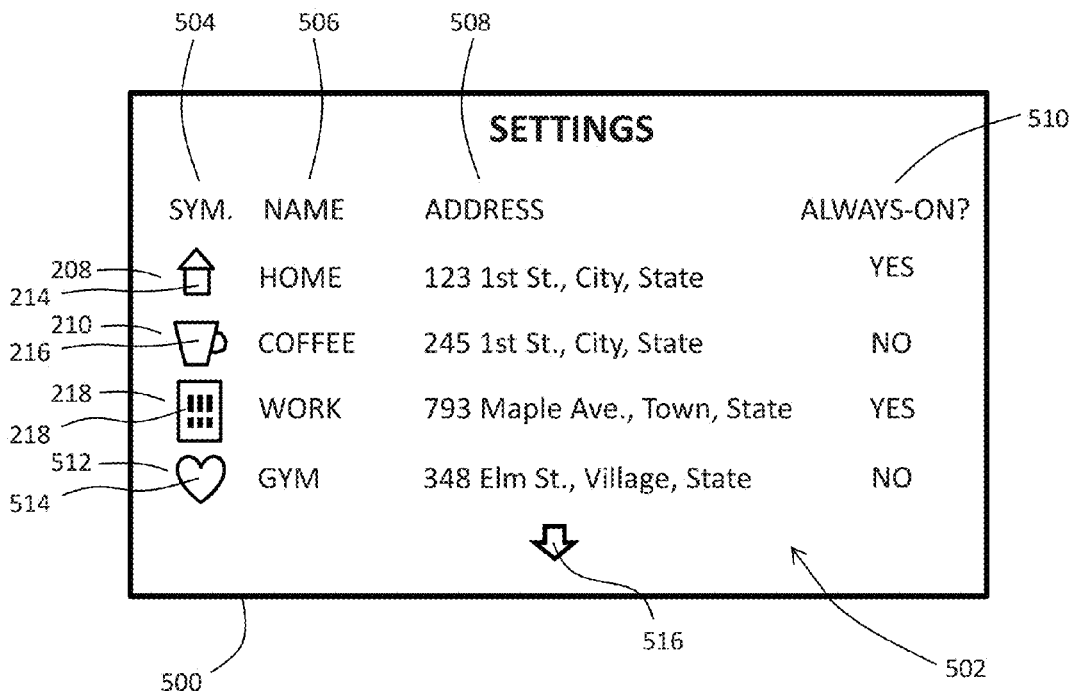 504 506 508
SETTINGS
510
SYM. NAME ADDRESS ALWAYS-ON?
208
214
HOME 123 1st St., City, State YES
210
216
COFFEE 245 1st St., City, State NO
218
218
WORK 793 Maple Ave., Town, State YES
512
514
GYM 348 Elm St., Village, State NO
516
502
500